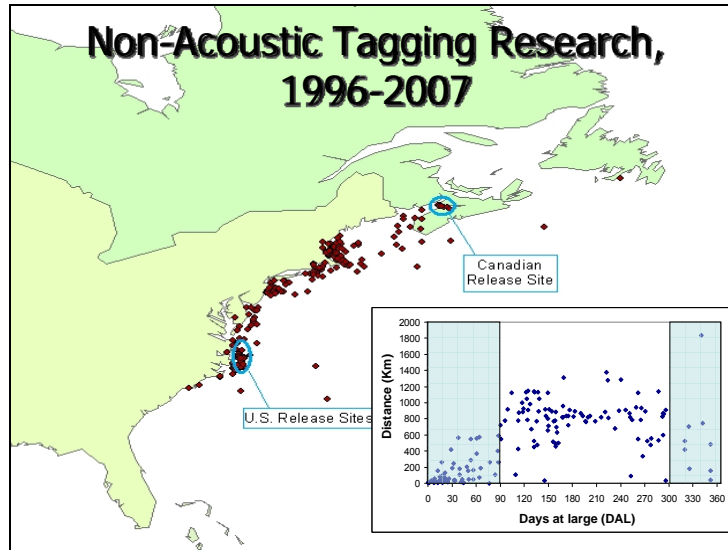 Non-Acoustic Tagging Research,
1996-2007
Canadian
Release Site
U.S. Release Sites
Distance (Km)
2000
1800
1600
1400
1200
1000
800
600
400
200
0
0 30 60 90 120 150 180 210 240 270 300 330 360
Days at large (DAL)